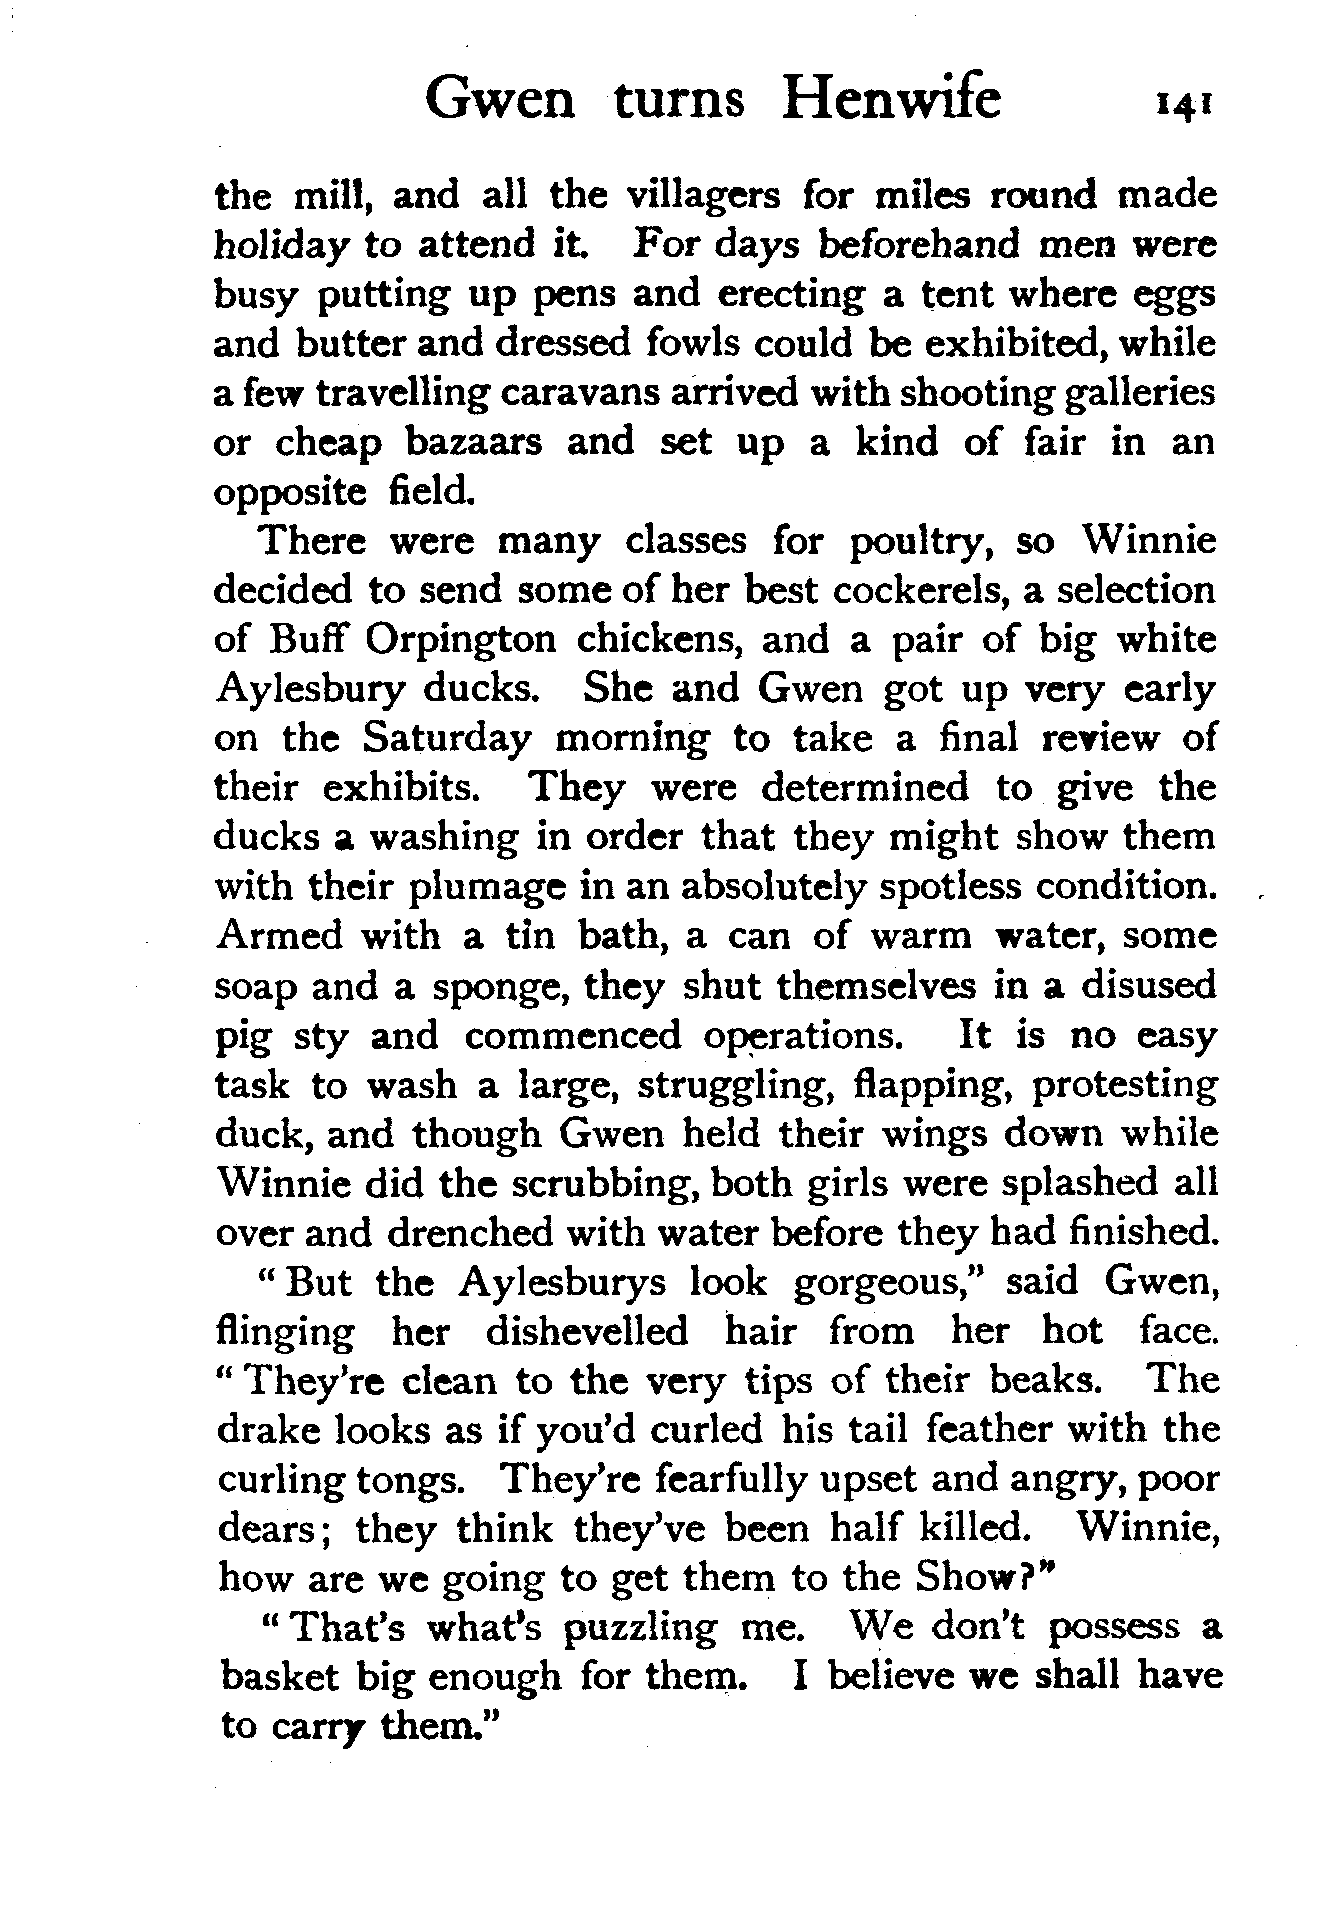 Gwen turns Henwife 141
the mill, and all the villagers for miles round made
holiday to attend it. For days beforehand men were
busy putting up pens and erecting a tent where eggs
and butter and dressed fowls could be exhibited, while
a few travelling caravans arrived with shooting galleries
or cheap bazaars and set up a kind of fair in an
opposite field.
There were many classes for poultry, so Winnie
decided to send some of her best cockerels, a selection
of Buff Orpington chickens, and a pair of big white
Aylesbury ducks. She and Gwen got up very early
on the Saturday morning to take a final review of
their exhibits. They were determined to give the
ducks a washing in order that they might show them
with their plumage in an absolutely spotless condition.
Armed with a tin bath, a can of warm water, some
soap and a sponge, they shut themselves in a disused
pig sty and commenced operations. It is no easy
task to wash a large, struggling, flapping, protesting
duck, and though Gwen held their wings down while
Winnie did the scrubbing, both girls were splashed all
over and drenched with water before they had finished.
“But the Aylesburys look gorgeous,” said Gwen,
flinging her dishevelled hair from her hot face.
“They’re clean to the very tips of their beaks. The
drake looks as if you’d curled his tail feather with the
curling tongs. They’re fearfully upset and angry, poor
dears; they think they’ve been half killed. Winnie,
how are we going to get them to the Show?”
“That’s what’s puzzling me. We don’t possess a
basket big enough for them. I believe we shall have
to carry them.”